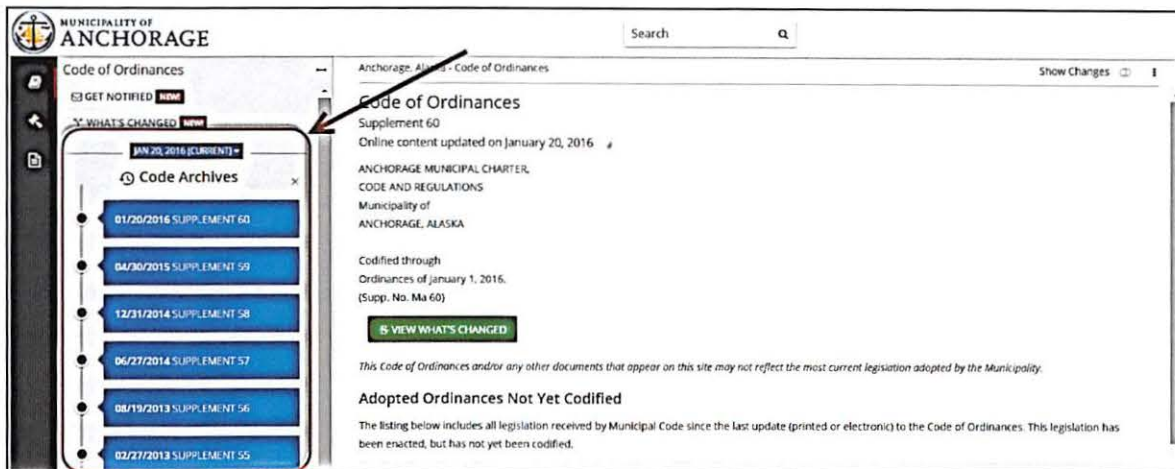 MUNICIPALITY OF
ANCHORAGE
Search
Code of Ordinances
GET NOTIFIED NEW!
WHAT'S CHANGED NEW!
JAN 20, 2016 (CURRENT)
Code Archives
×
01/20/2016 SUPPLEMENT 60
04/30/2015 SUPPLEMENT 59
12/31/2014 SUPPLEMENT 58
06/27/2014 SUPPLEMENT 57
08/19/2013 SUPPLEMENT 56
02/27/2013 SUPPLEMENT 55
Anchorage, Alaska - Code of Ordinances
Show Changes
Code of Ordinances
Supplement 60
Online content updated on January 20, 2016
ANCHORAGE MUNICIPAL CHARTER,
CODE AND REGULATIONS
Municipality of
ANCHORAGE, ALASKA
Codified through
Ordinances of January 1, 2016.
(Supp. No. Ma 60)
VIEW WHAT'S CHANGED
This Code of Ordinances and/or any other documents that appear on this site may not reflect the most current legislation adopted by the Municipality.
Adopted Ordinances Not Yet Codified
The listing below includes all legislation received by Municipal Code since the last update (printed or electronic) to the Code of Ordinances. This legislation has
been enacted, but has not yet been codified.